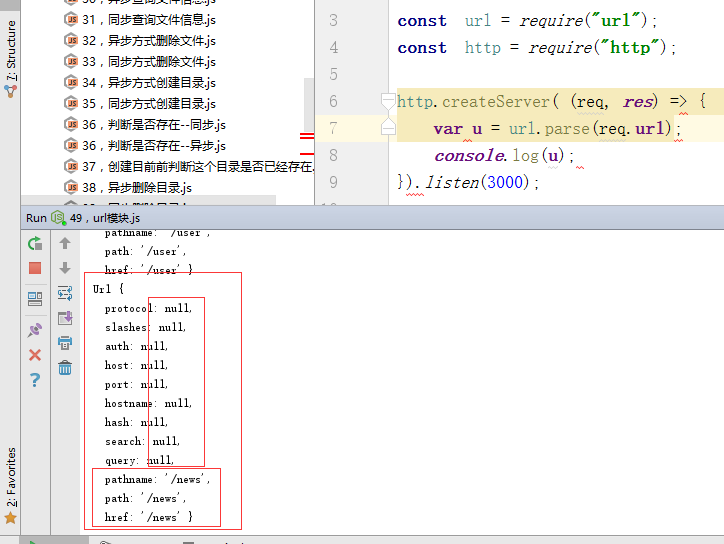 7: Structure
31，同步查询文件信息.js
32，异步方式删除文件.js
33，同步方式删除文件.js
34，异步方式创建目录.js
35，同步方式创建目录.js
36，判断是否存在--同步.js
36，判断是否存在--异步.js
37，创建目前前判断这个目录是否已经存在.
38，异步删除目录.js
3 const url = require("url");
4 const http = require("http");
5
6 http.createServer( (req, res) => {
7 var u = url.parse(req.url);
8 console.log(u);
9 }).listen(3000);
Run 49，url模块.js
pathname: '/user',
path: '/user',
href: '/user' }
Url {
protocol: null,
slashes: null,
auth: null,
host: null,
port: null,
hostname: null,
hash: null,
search: null,
query: null,
pathname: '/news',
path: '/news',
href: '/news' }
2: Favorites